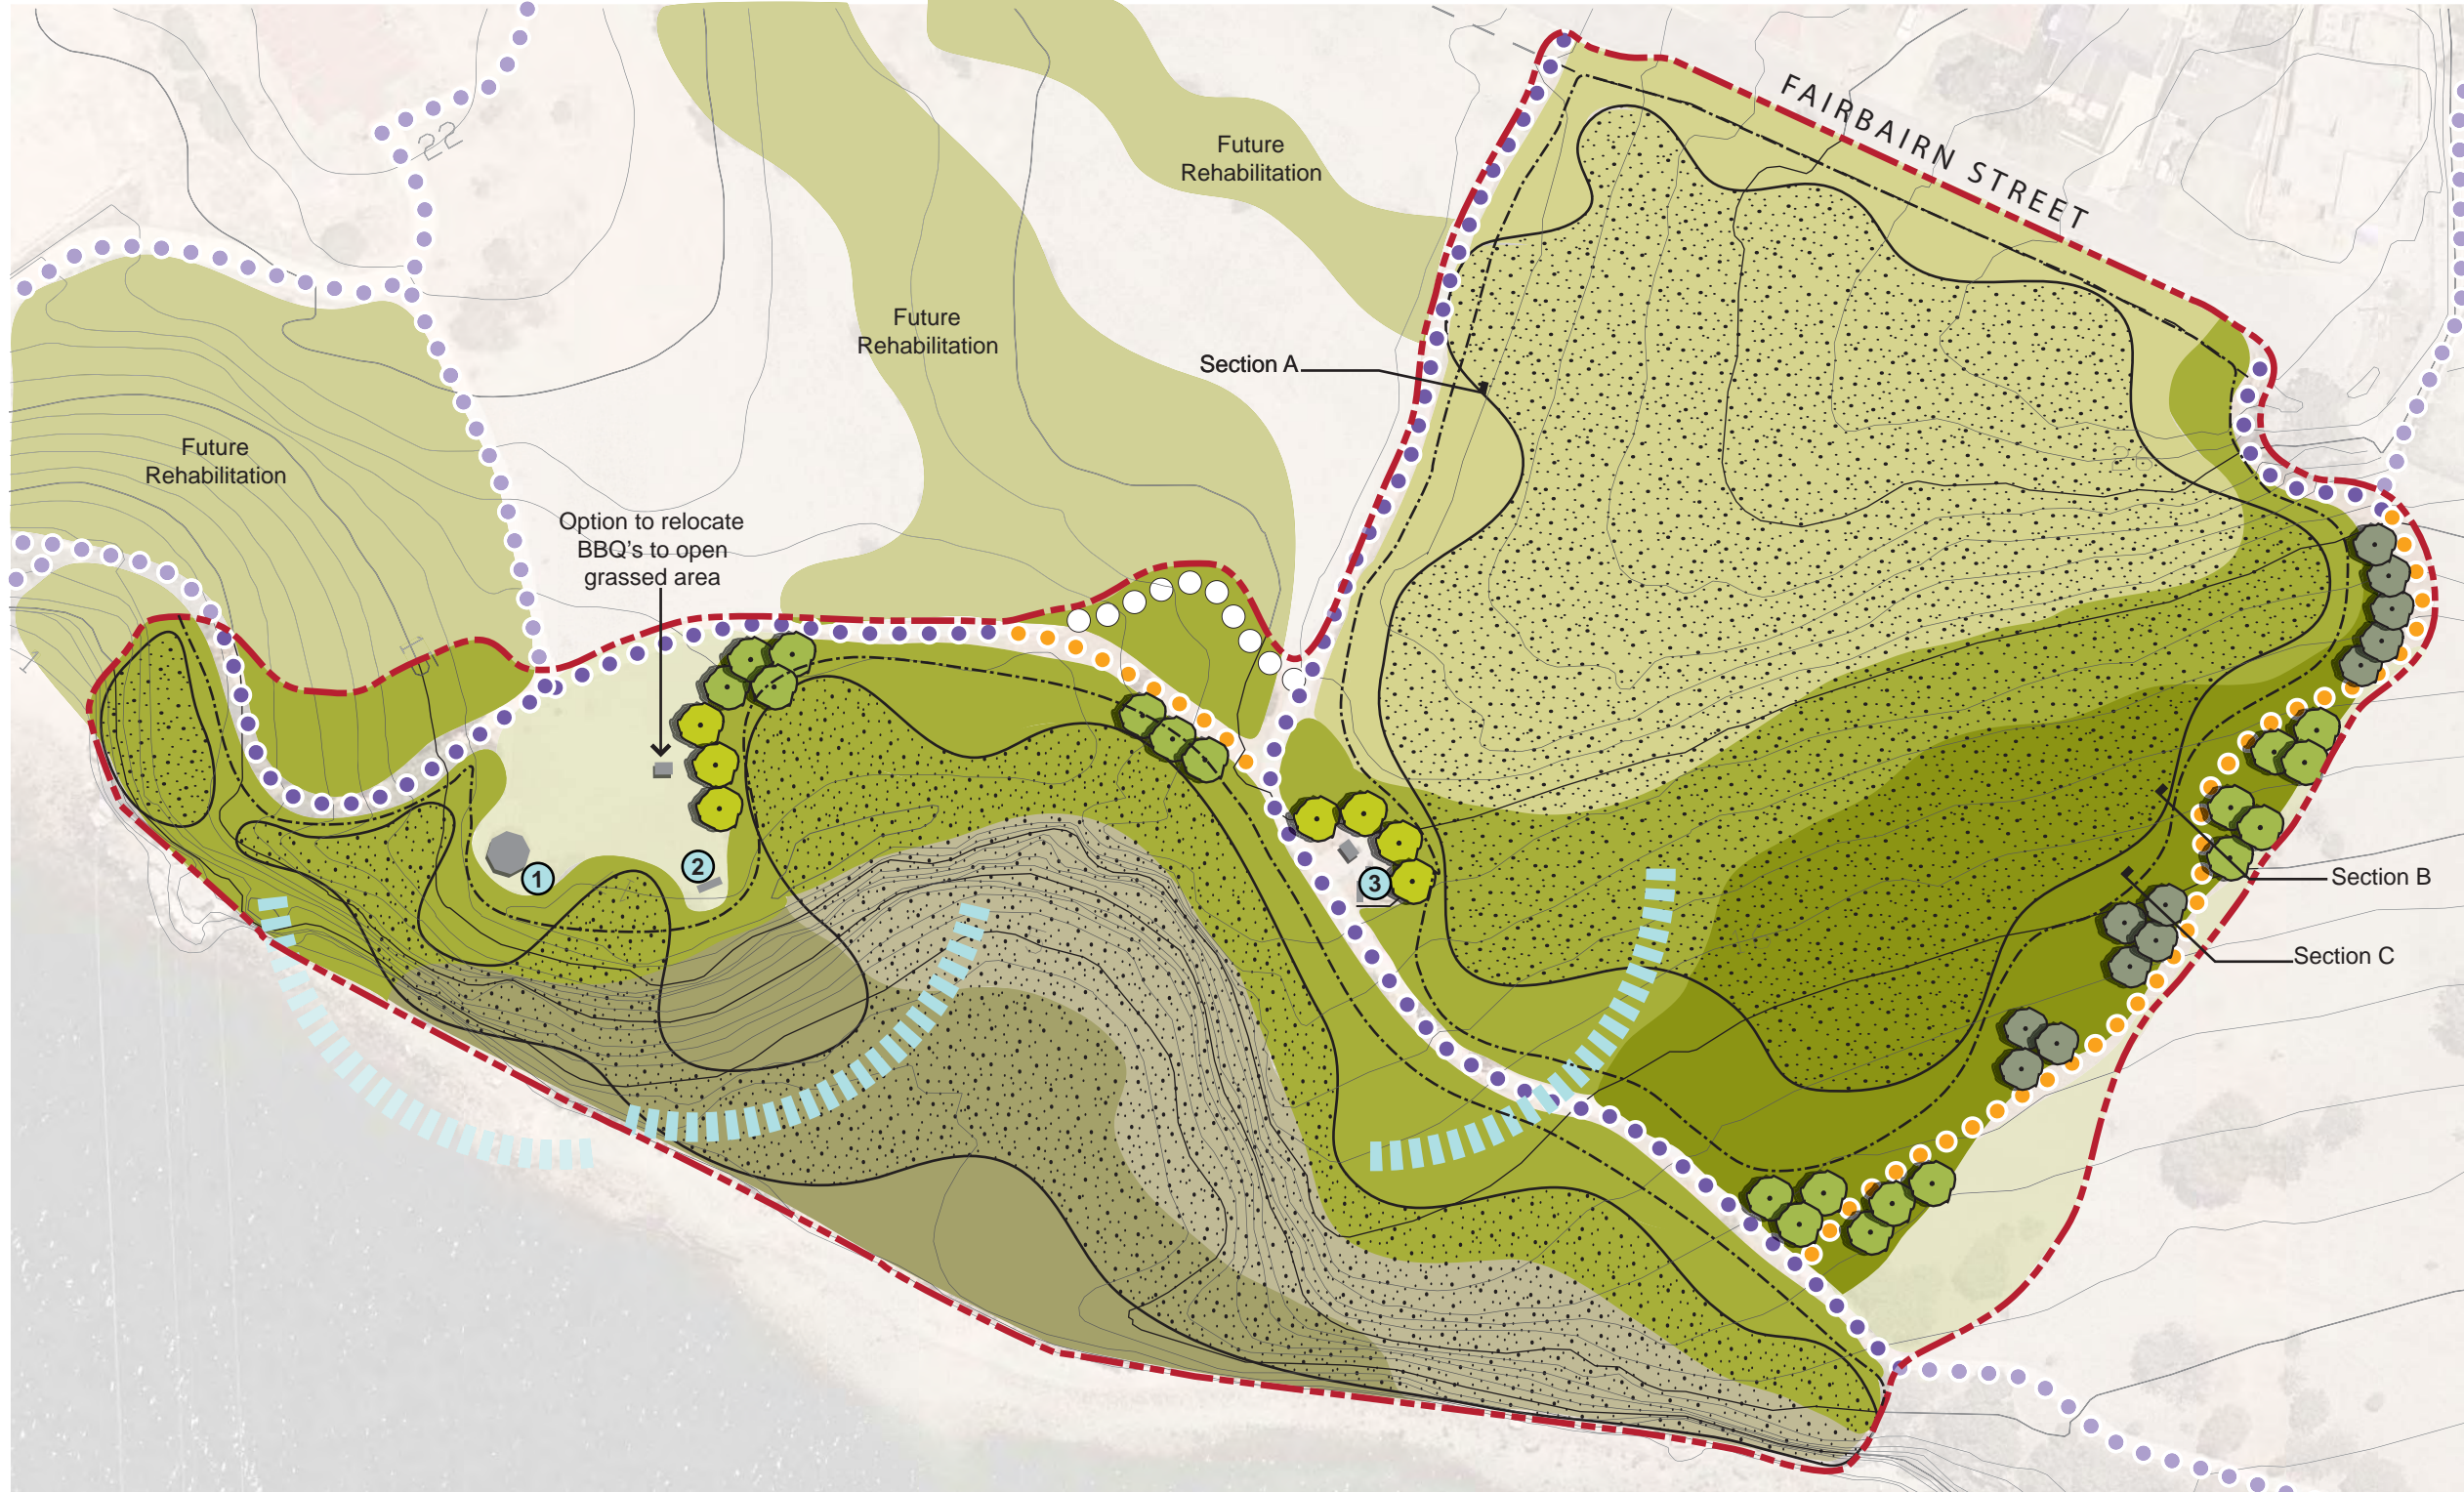 FAIRBAIRN STREET
22
Future
Rehabilitation
Future
Rehabilitation
Section A
Future
Rehabilitation
Option to relocate
BBQ's to open
grassed area
1
2
3
Section B
Section C